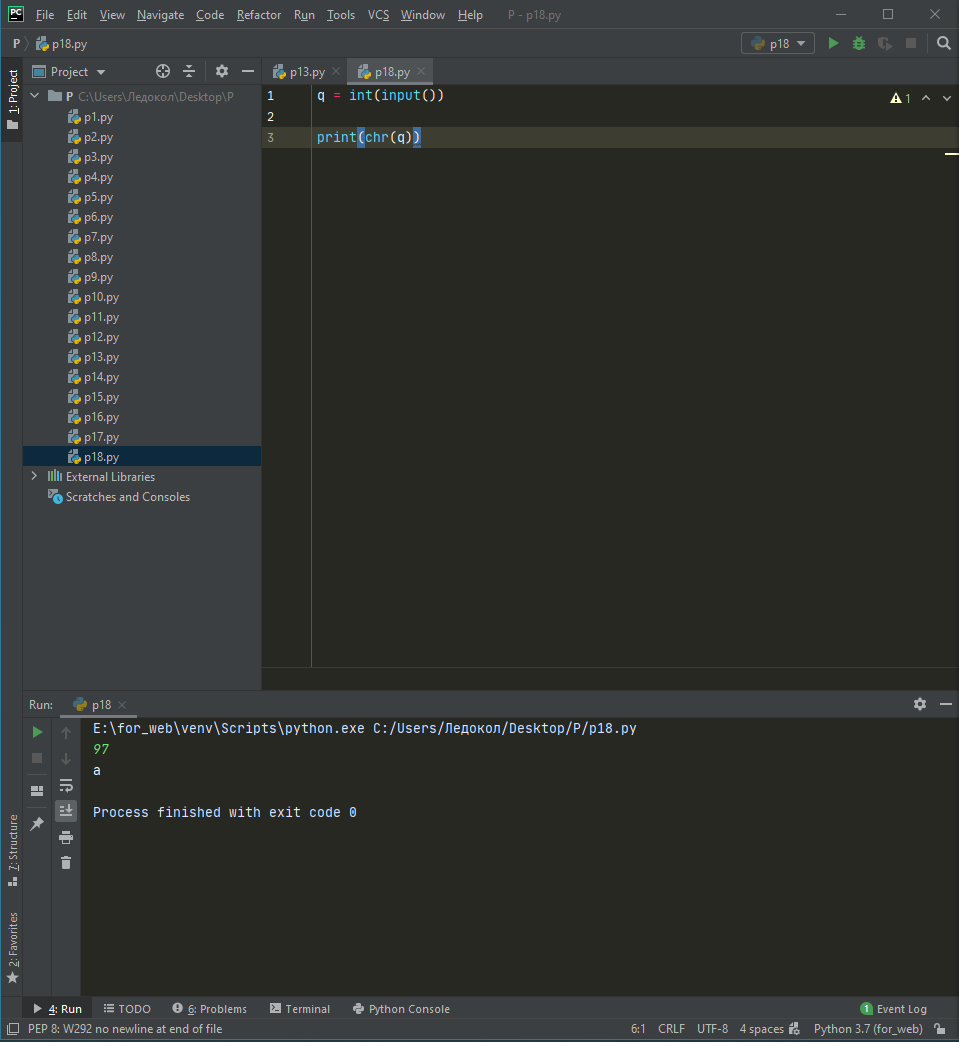 PC File Edit View Navigate Code Refactor Run Tools VCS Window Help P - p18.py
P p18.py p18
1: Project
Project
p13.py p18.py
P C:\Users\Ледокол\Desktop\P
p1.py
p2.py
p3.py
p4.py
p5.py
p6.py
p7.py
p8.py
p9.py
p10.py
p11.py
p12.py
p13.py
p14.py
p15.py
p16.py
p17.py
p18.py
External Libraries
Scratches and Consoles
1 q = int(input())
2
3 print(chr(q))
1
Run: p18
E:\for_web\venv\Scripts\python.exe C:/Users/Ледокол/Desktop/P/p18.py
97
a
Process finished with exit code 0
7: Structure
2: Favorites
4: Run TODO 6: Problems Terminal Python Console 1 Event Log
PEP 8: W292 no newline at end of file 6:1 CRLF UTF-8 4 spaces Python 3.7 (for_web)